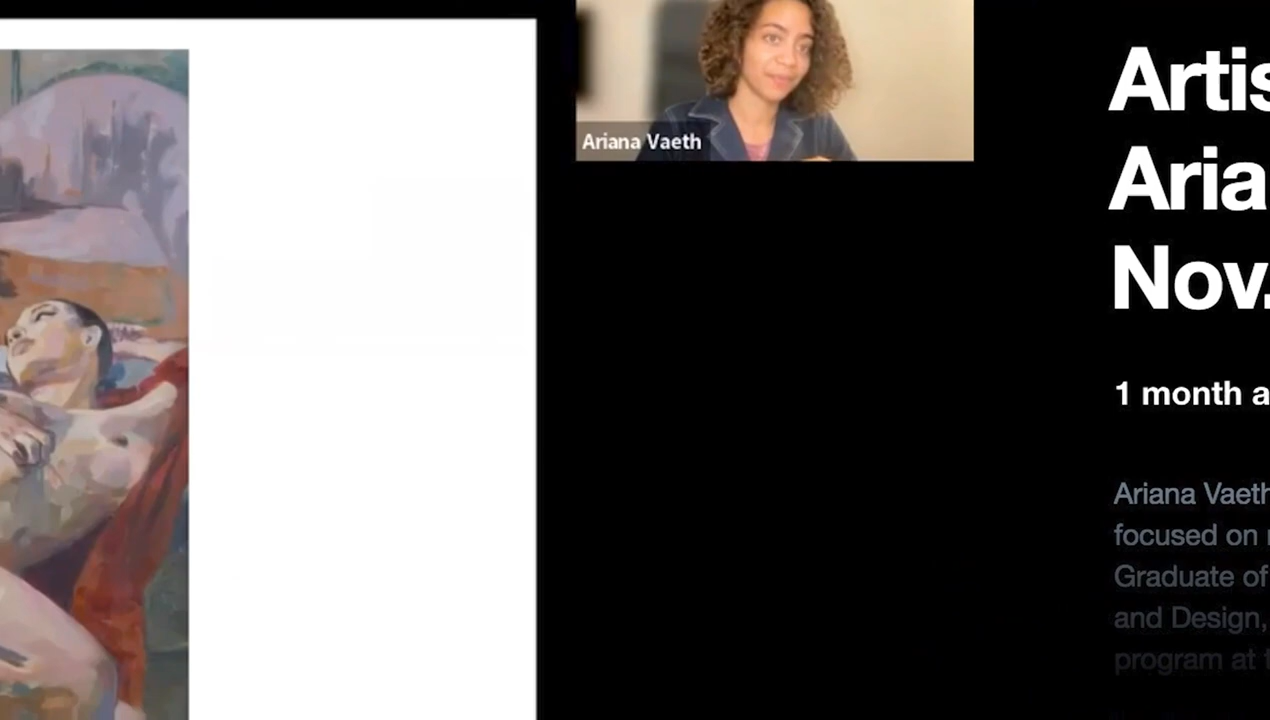 Ariana Vaeth
Artis
Aria
Nov.
1 month a
Ariana Vaeth
focused on
Graduate of
and Design,
program at